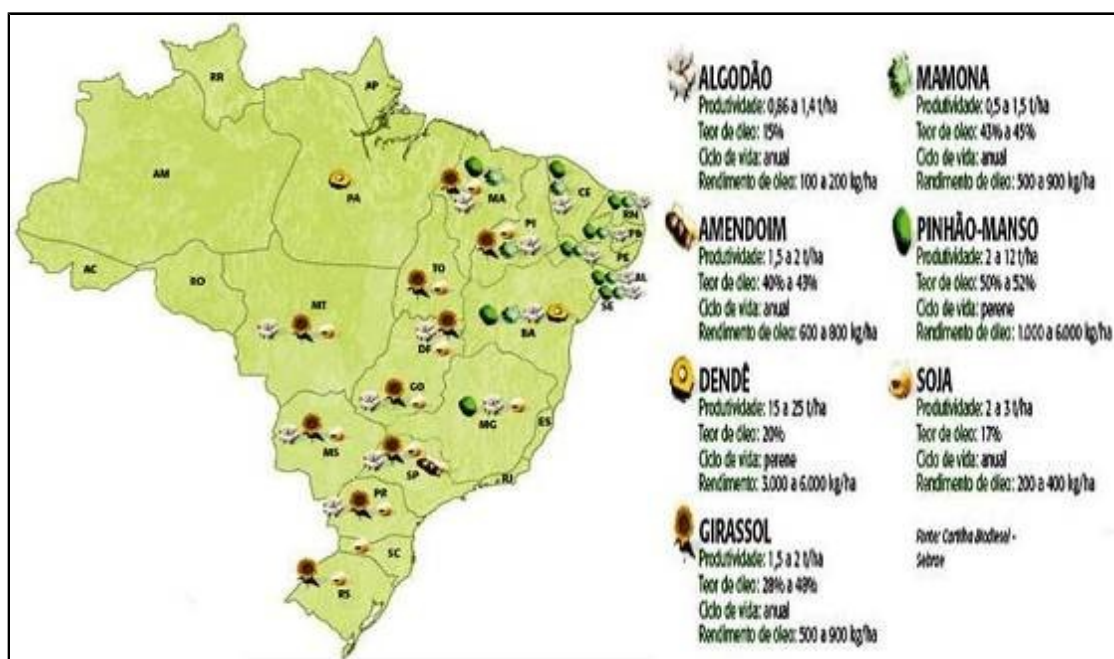 RR
AP
AM
PA
MA
CE
RN
PB
PI
PE
AC
RO
TO
AL
SE
MT
BA
DF
GO
MG
ES
MS
SP
RJ
PR
SC
RS
ALGODÃO
Produtividade: 0,86 a 1,4 t/ha
Teor de óleo: 15%
Ciclo de vida: anual
Rendimento de óleo: 100 a 200 kg/ha
AMENDOIM
Produtividade: 1,5 a 2 t/ha
Teor de óleo: 40% a 43%
Ciclo de vida: anual
Rendimento de óleo: 600 a 800 kg/ha
DENDÊ
Produtividade: 15 a 25 t/ha
Teor de óleo: 20%
Ciclo de vida: perene
Rendimento: 3.000 a 6.000 kg/ha
GIRASSOL
Produtividade: 1,5 a 2 t/ha
Teor de óleo: 28% a 48%
Ciclo de vida: anual
Rendimento de óleo: 500 a 900 kg/ha
MAMONA
Produtividade: 0,5 a 1,5 t/ha
Teor de óleo: 43% a 45%
Ciclo de vida: anual
Rendimento de óleo: 500 a 900 kg/ha
PINHÃO-MANSO
Produtividade: 2 a 12 t/ha
Teor de óleo: 50% a 52%
Ciclo de vida: perene
Rendimento de óleo: 1.000 a 6.000 kg/ha
SOJA
Produtividade: 2 a 3 t/ha
Teor de óleo: 17%
Ciclo de vida: anual
Rendimento de óleo: 200 a 400 kg/ha
Fonte: Cartilha Biodiesel -
Sebrae